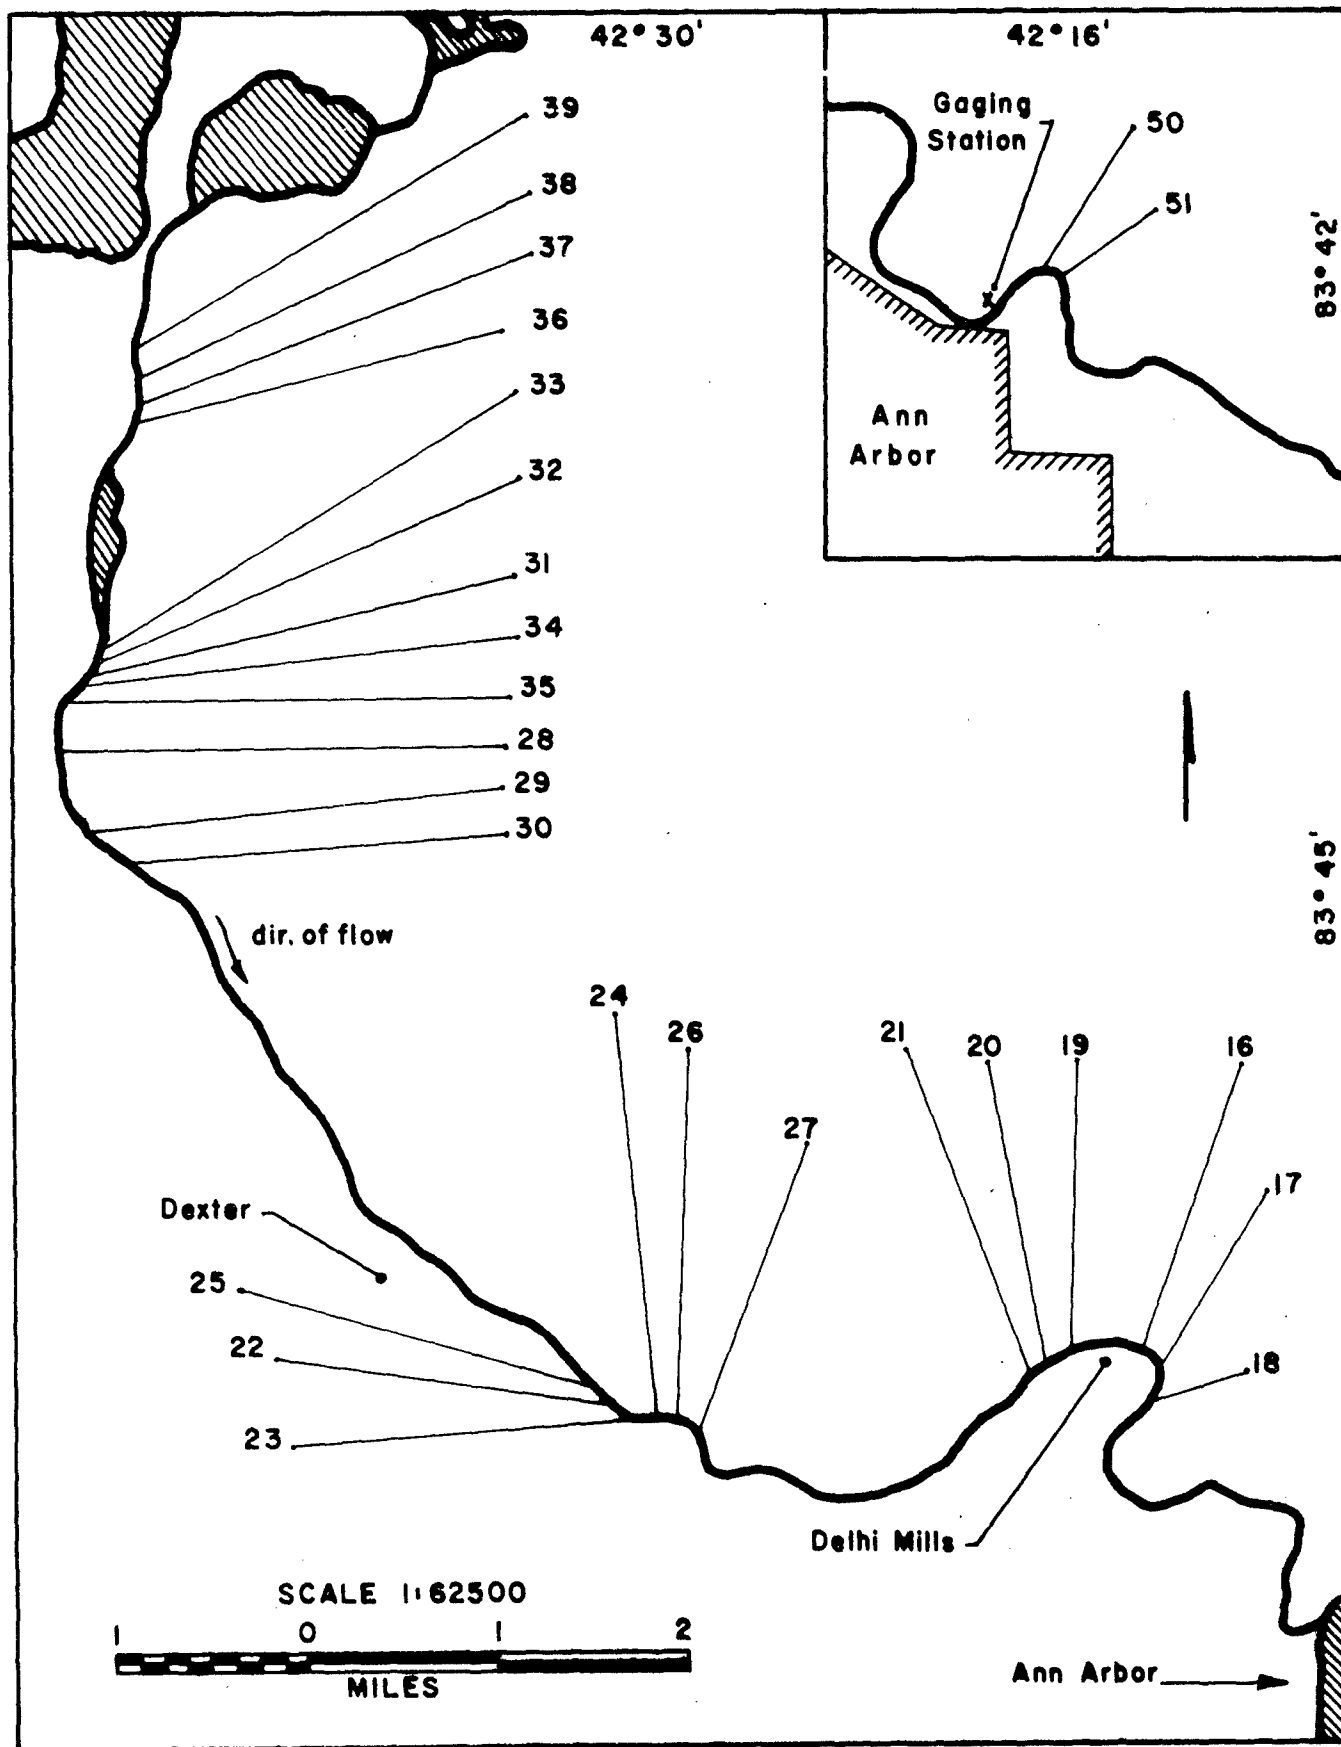 42° 30'
42° 16'
Gaging
Station
50
51
83° 42'
Ann
Arbor
39
38
37
36
33
32
31
34
35
28
29
30
83° 45'
dir. of flow
24
26
27
21
20
19
16
17
18
Dexter
25
22
23
Delhi Mills
SCALE 1:62500
1 0 1 2
MILES
Ann Arbor